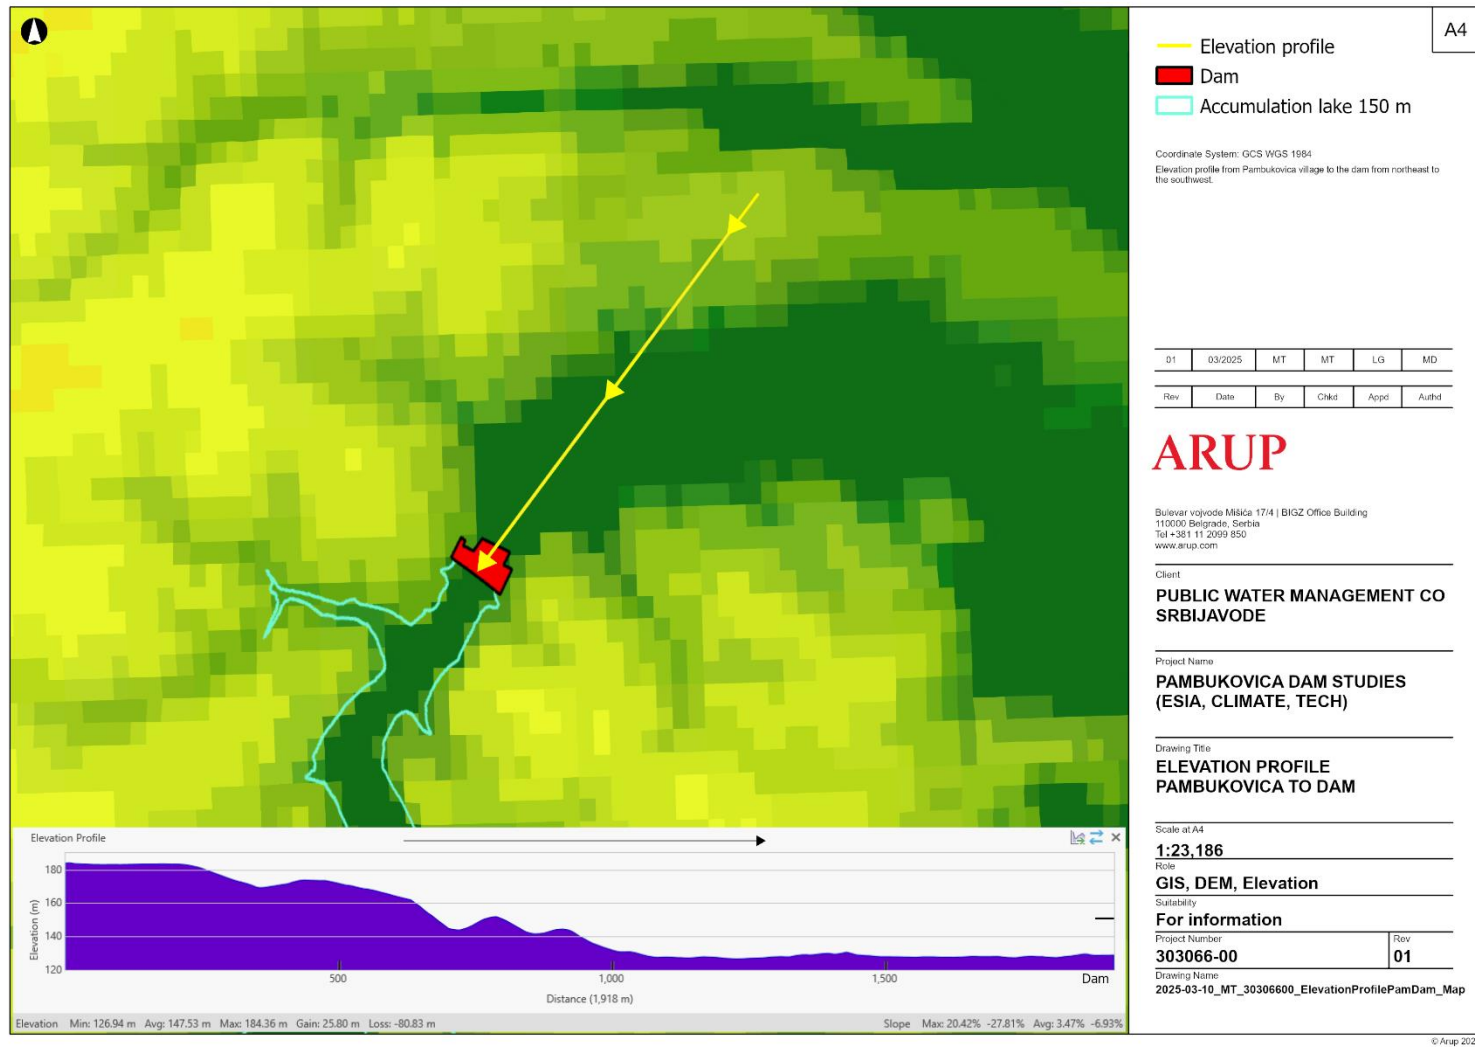 A4
Elevation profile
Dam
Accumulation lake 150 m
Coordinate System: GCS WGS 1984
Elevation profile from Pambukovica village to the dam from northeast to
the southwest.
01 03/2025 MT MT LG MD
Rev Date By Chkd Appd Authd
ARUP
Bulevar vojvode Mišića 17/4 | BIGZ Office Building
110000 Belgrade, Serbia
Tel +381 11 2099 850
www.arup.com
Client
PUBLIC WATER MANAGEMENT CO
SRBIJAVODE
Project Name
PAMBUKOVICA DAM STUDIES
(ESIA, CLIMATE, TECH)
Drawing Title
ELEVATION PROFILE
PAMBUKOVICA TO DAM
Scale at A4
1:23,186
Role
GIS, DEM, Elevation
Suitability
For information
Project Number Rev
303066-00 01
Drawing Name
2025-03-10_MT_30306600_ElevationProfilePamDam_Map
© Arup 202
Elevation Profile
Elevation (m)
180
160
140
120
500 1,000 1,500 Dam
Distance (1,918 m)
Elevation Min: 126.94 m Avg: 147.53 m Max: 184.36 m Gain: 25.80 m Loss: -80.83 m Slope Max: 20.42% -27.81% Avg: 3.47% -6.93%